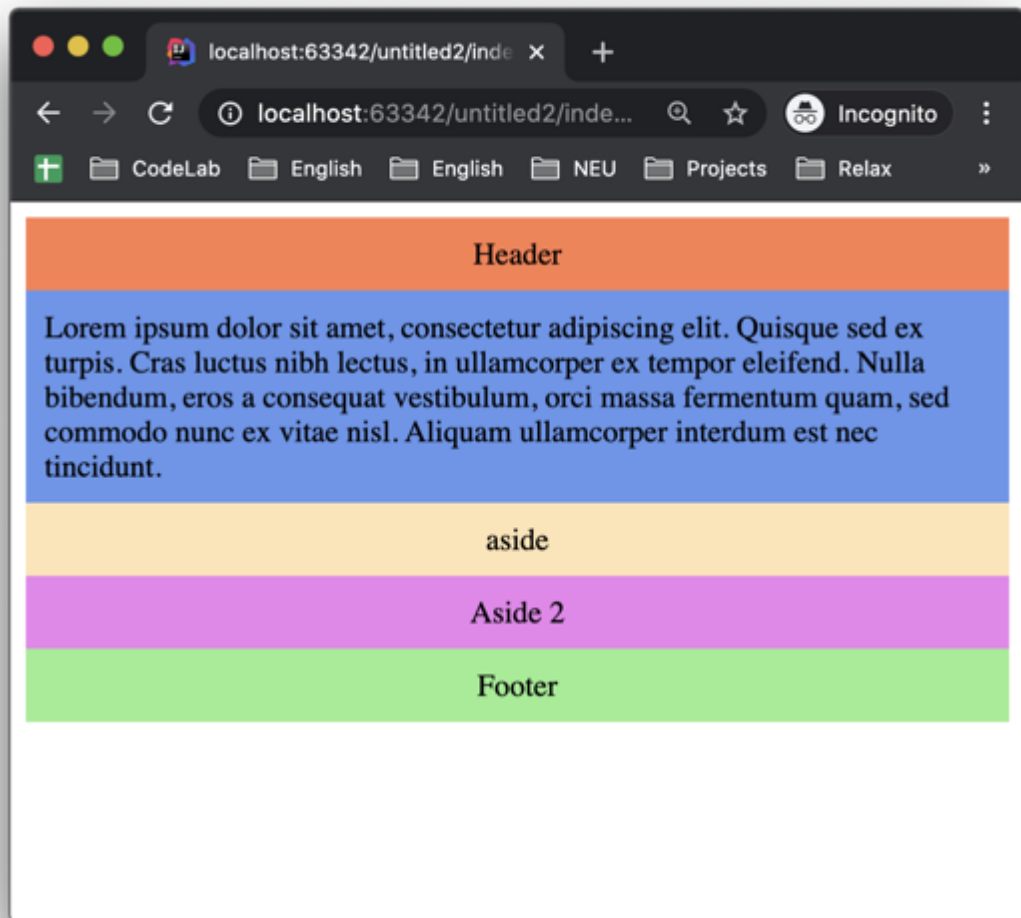 localhost:63342/untitled2/inde
localhost:63342/untitled2/inde...
Incognito
CodeLab
English
English
NEU
Projects
Relax
Header
Lorem ipsum dolor sit amet, consectetur adipiscing elit. Quisque sed ex
turpis. Cras luctus nibh lectus, in ullamcorper ex tempor eleifend. Nulla
bibendum, eros a consequat vestibulum, orci massa fermentum quam, sed
commodo nunc ex vitae nisl. Aliquam ullamcorper interdum est nec
tincidunt.
aside
Aside 2
Footer